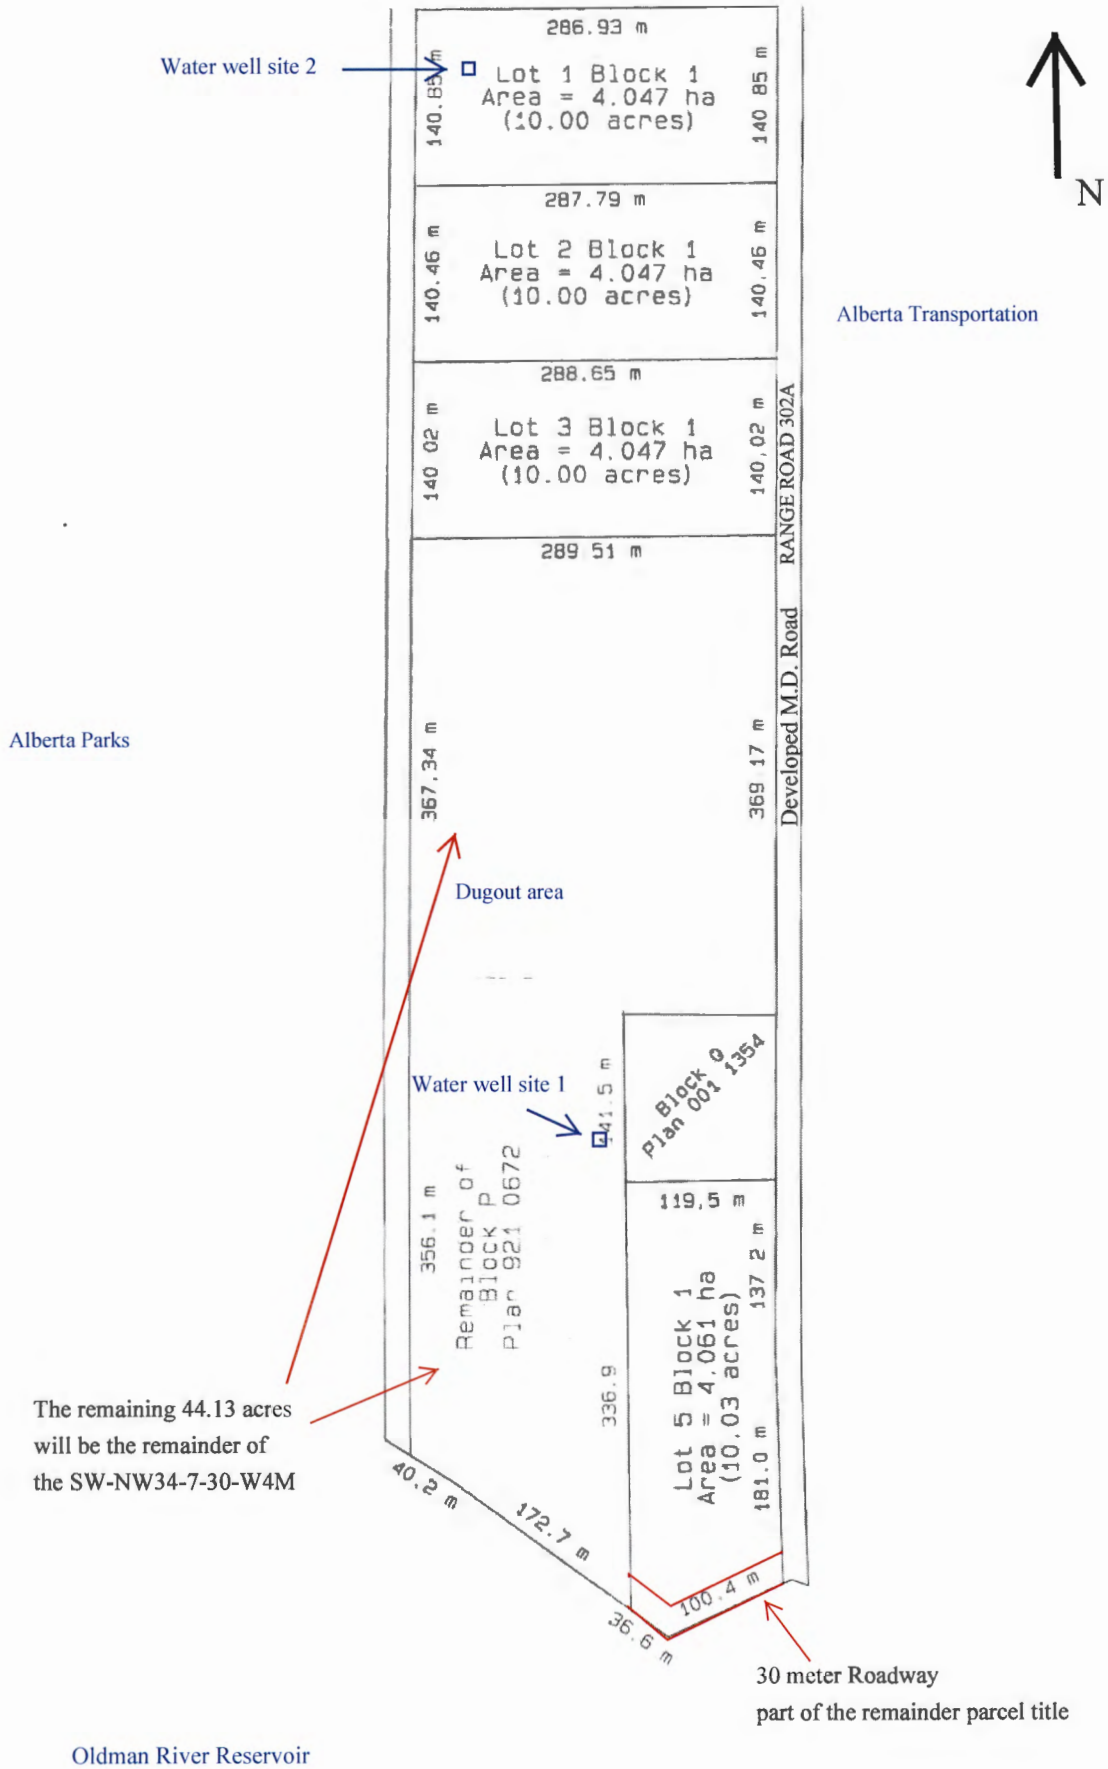 286.93 m
Water well site 2
140.85 m
Lot 1 Block 1
Area = 4.047 ha
(10.00 acres)
140 85 m
N
287.79 m
140.46 m
Lot 2 Block 1
Area = 4.047 ha
(10.00 acres)
140.46 m
Alberta Transportation
288.65 m
140 02 m
Lot 3 Block 1
Area = 4.047 ha
(10.00 acres)
140,02 m
RANGE ROAD 302A
289 51 m
Developed M.D. Road
Alberta Parks
367.34 m
369 17 m
Dugout area
Block Q
Plan 001 1354
Water well site 1
441.5 m
356.1 m
Remainder of
Block P
Plan 921 0672
119,5 m
137 2 m
Lot 5 Block 1
Area = 4.061 ha
(10.03 acres)
181.0 m
336.9
The remaining 44.13 acres
will be the remainder of
the SW-NW34-7-30-W4M
40.2 m
172.7 m
100.4 m
36.6 m
30 meter Roadway
part of the remainder parcel title
Oldman River Reservoir